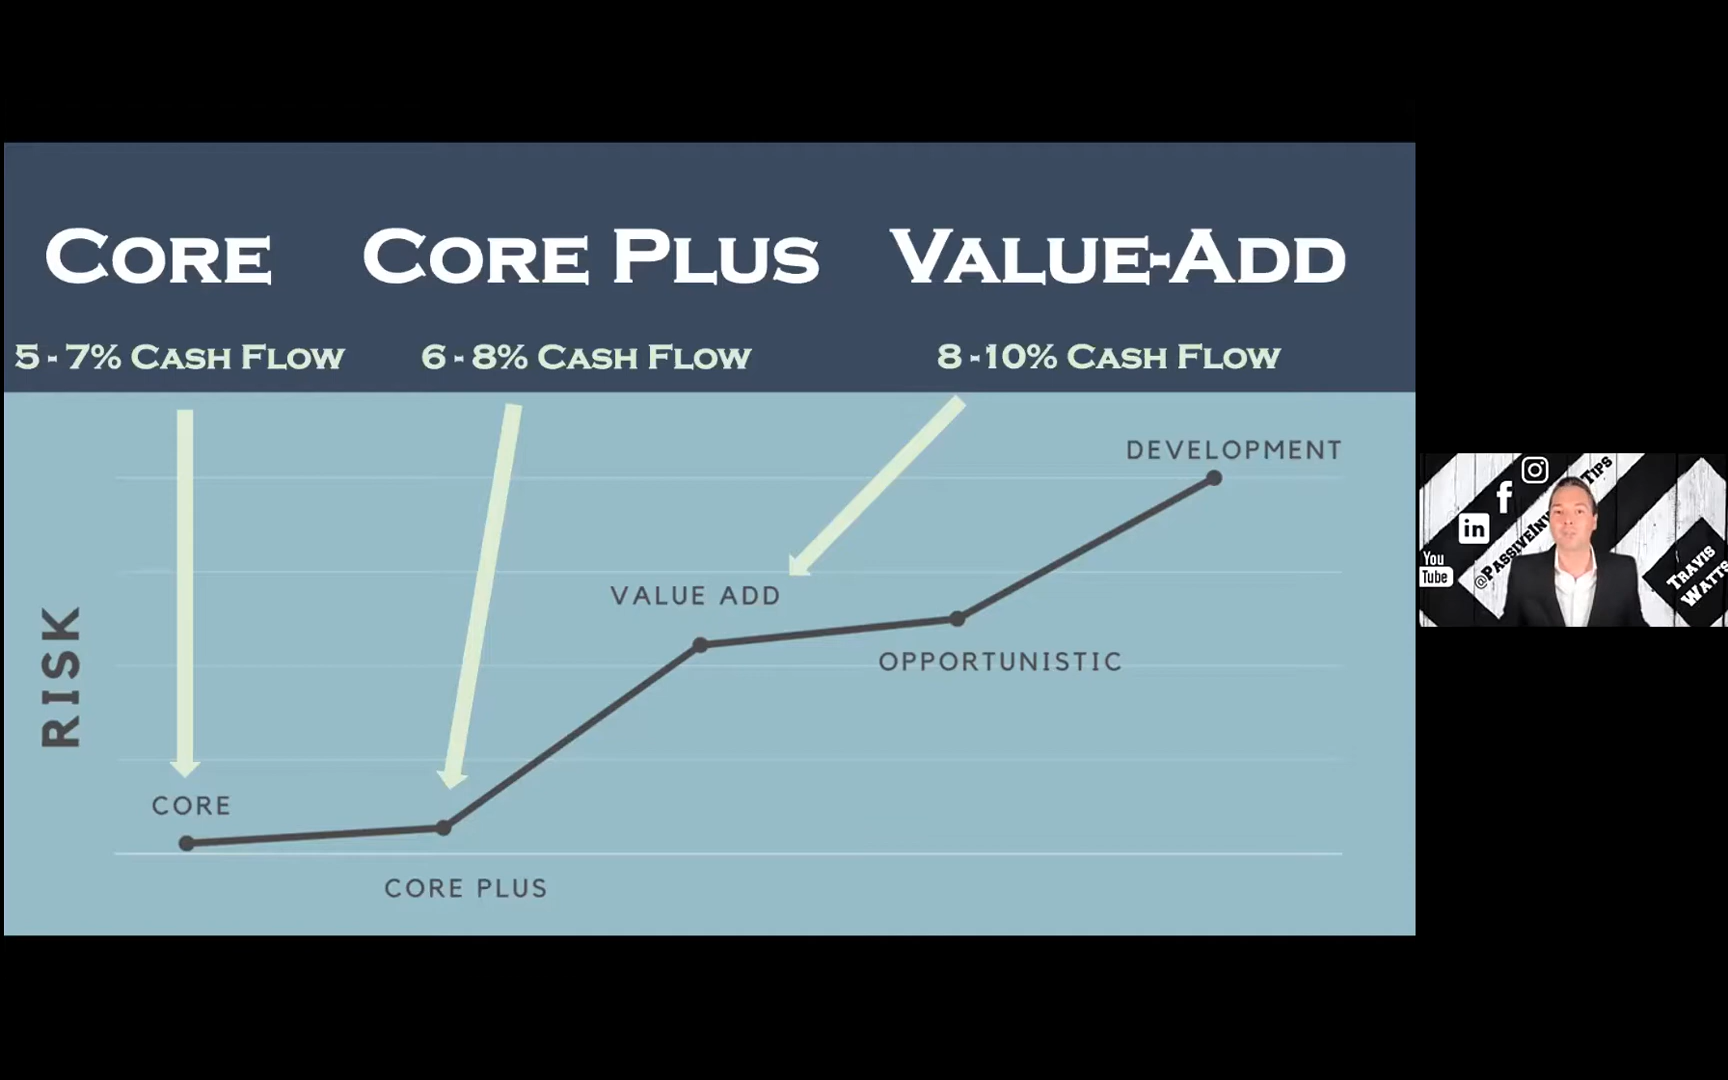 CORE
CORE PLUS
VALUE-ADD
5 - 7% CASH FLOW
6 - 8% CASH FLOW
8 -10% CASH FLOW
DEVELOPMENT
VALUE ADD
OPPORTUNISTIC
RISK
CORE
CORE PLUS
You
Tube
in
f
TRAVIS
WATTS